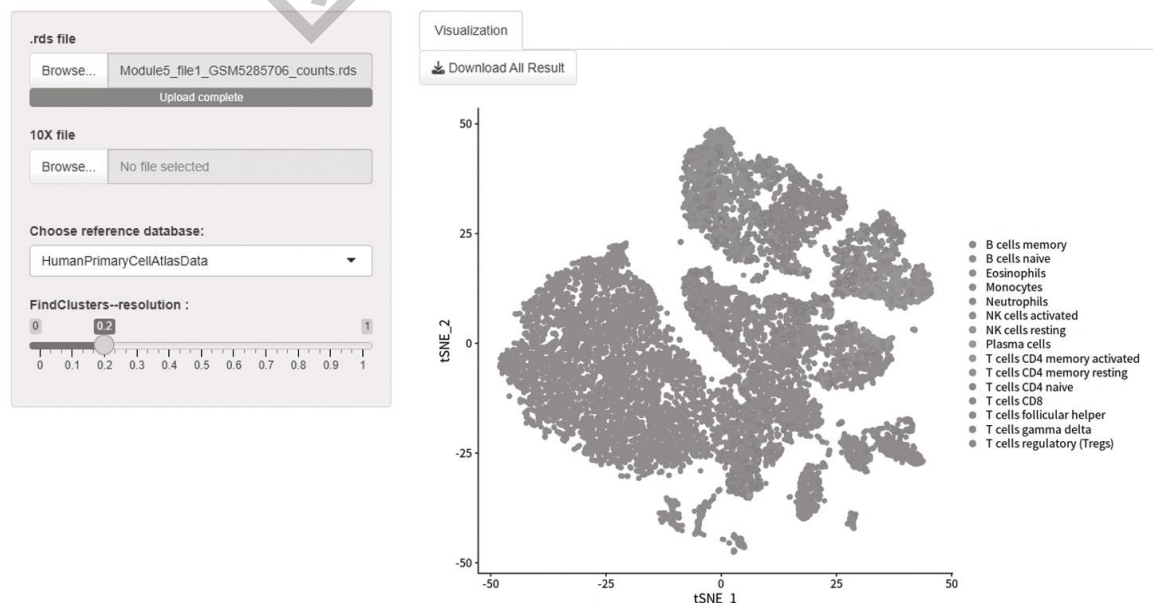 .rds file
Browse... Module5_file1_GSM5285706_counts.rds
Upload complete
10X file
Browse... No file selected
Choose reference database:
HumanPrimaryCellAtlasData
FindClusters--resolution :
0 0.2 1
0 0.1 0.2 0.3 0.4 0.5 0.6 0.7 0.8 0.9 1
Visualization
Download All Result
50
25
0
-25
-50
tSNE_2
-50 -25 0 25 50
tSNE_1
B cells memory
B cells naive
Eosinophils
Monocytes
Neutrophils
NK cells activated
NK cells resting
Plasma cells
T cells CD4 memory activated
T cells CD4 memory resting
T cells CD4 naive
T cells CD8
T cells follicular helper
T cells gamma delta
T cells regulatory (Tregs)